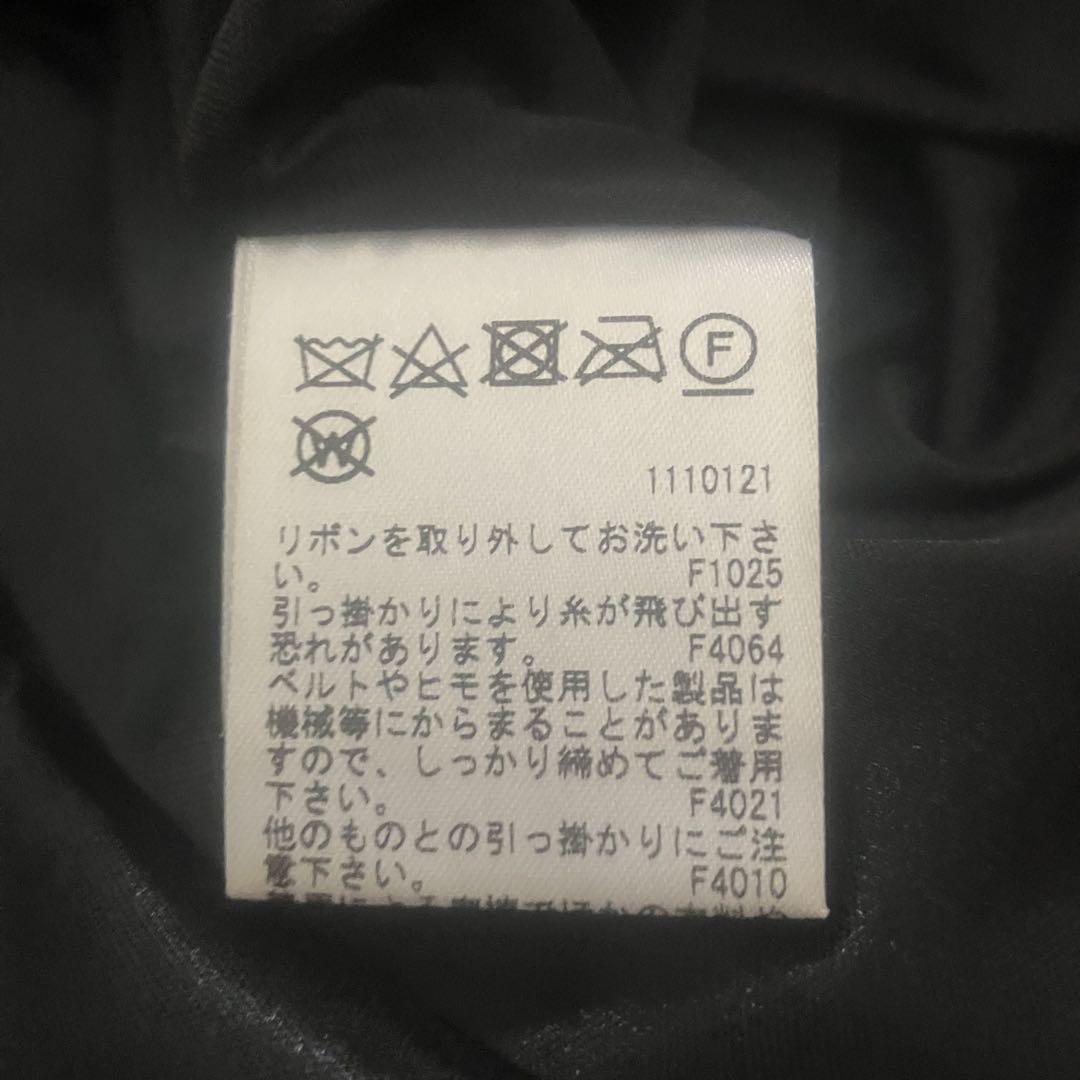 F
W
1110121
リボンを取り外してお洗い下さ
い。 F1025
引っ掛かりにより糸が飛び出す
恐れがあります。 F4064
ベルトやヒモを使用した製品は
機械等にからまることがありま
すので、しっかり締めてご着用
下さい。 F4021
他のものとの引っ掛かりにご注
意下さい。 F4010